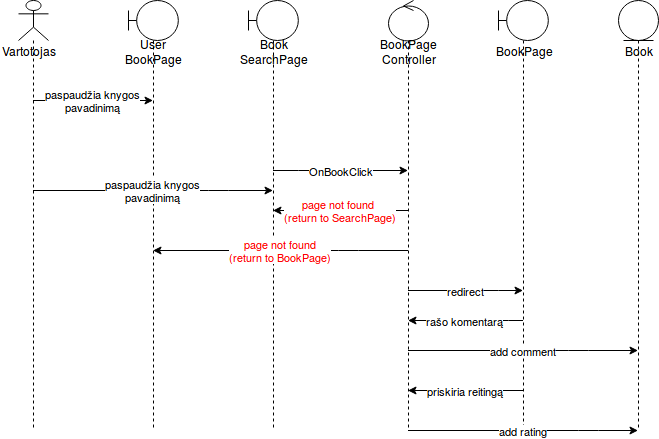 Vartotojas
User
BookPage
Book
SearchPage
BookPage
Controller
BookPage
Book
paspaudžia knygos
pavadinimą
OnBookClick
paspaudžia knygos
pavadinimą
page not found
(return to SearchPage)
page not found
(return to BookPage)
redirect
rašo komentarą
add comment
priskiria reitingą
add rating